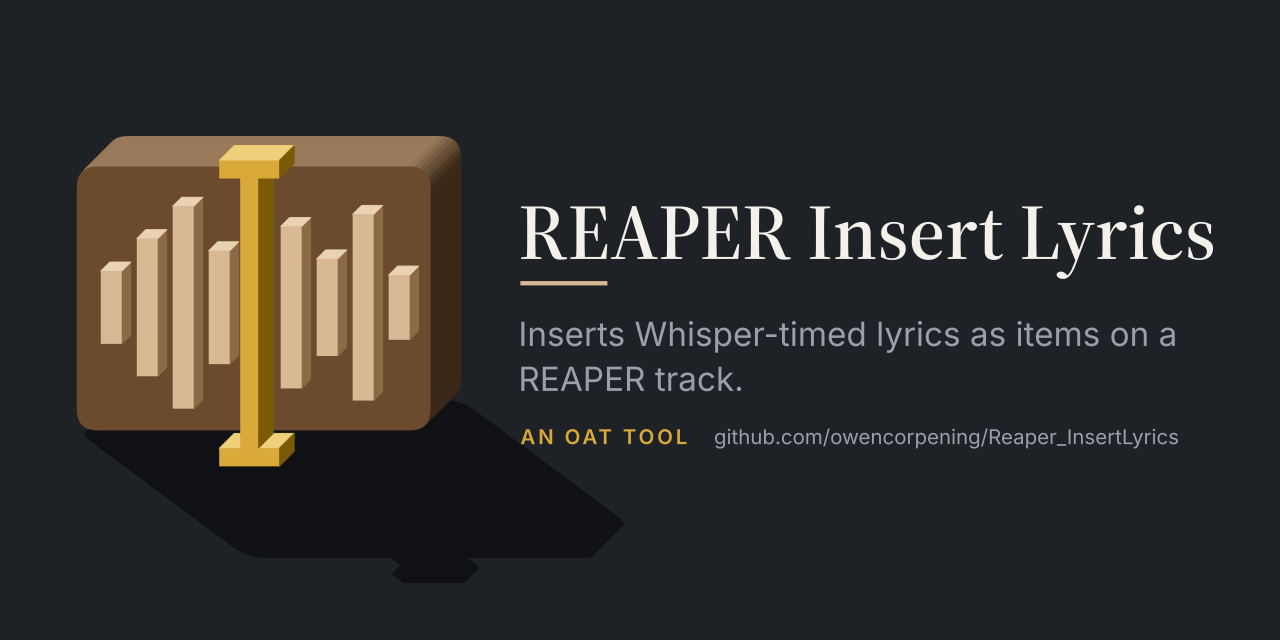 REAPER Insert Lyrics
Inserts Whisper-timed lyrics as items on a
REAPER track.
AN OAT TOOL github.com/owencorpening/Reaper_InsertLyrics